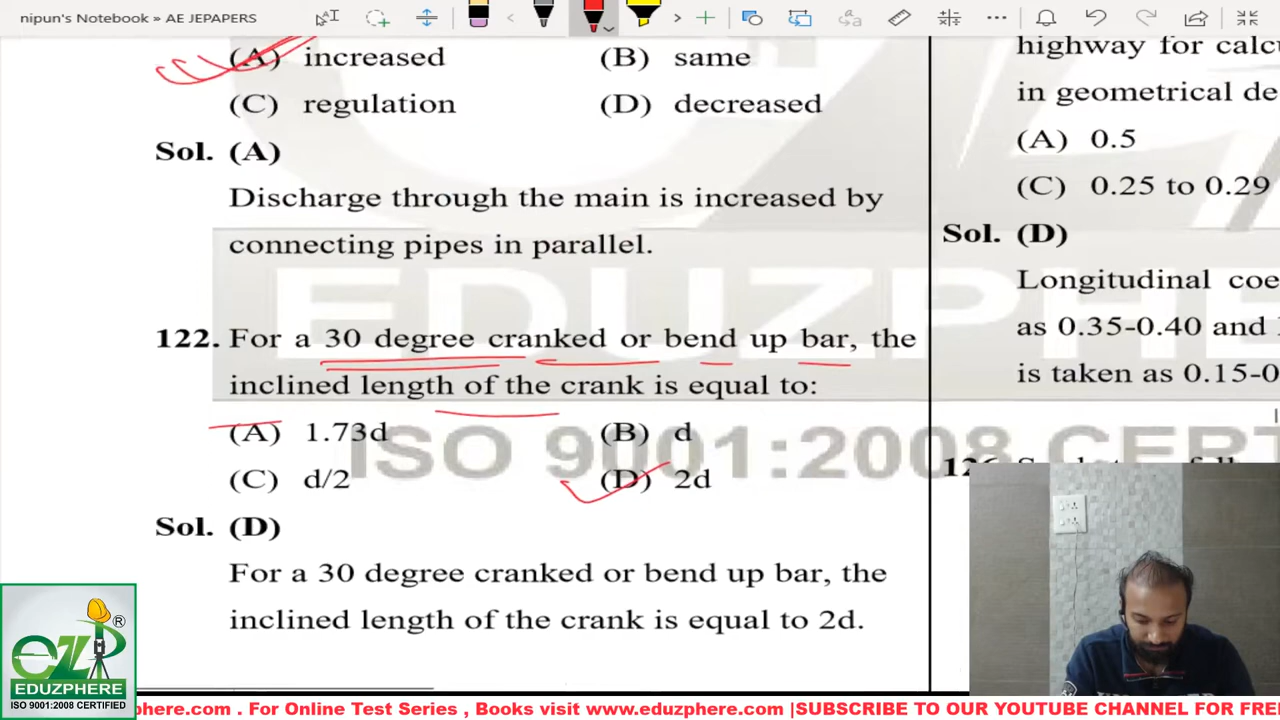 nipun's Notebook » AE JEPAPERS
(A) increased (B) same
(C) regulation (D) decreased
Sol. (A)
Discharge through the main is increased by
connecting pipes in parallel.
122. For a 30 degree cranked or bend up bar, the
inclined length of the crank is equal to:
(A) 1.73d (B) d
(C) d/2 (D) 2d
Sol. (D)
For a 30 degree cranked or bend up bar, the
inclined length of the crank is equal to 2d.
highway for calcu
in geometrical de
(A) 0.5
(C) 0.25 to 0.29
Sol. (D)
Longitudinal coe
as 0.35-0.40 and
is taken as 0.15-0
EDUZPHE
ISO 9001:2008 CERT
EZP ®
EDUZPHERE
ISO 9001:2008 CERTIFIED
zphere.com . For Online Test Series , Books visit www.eduzphere.com |SUBSCRIBE TO OUR YOUTUBE CHANNEL FOR FREE